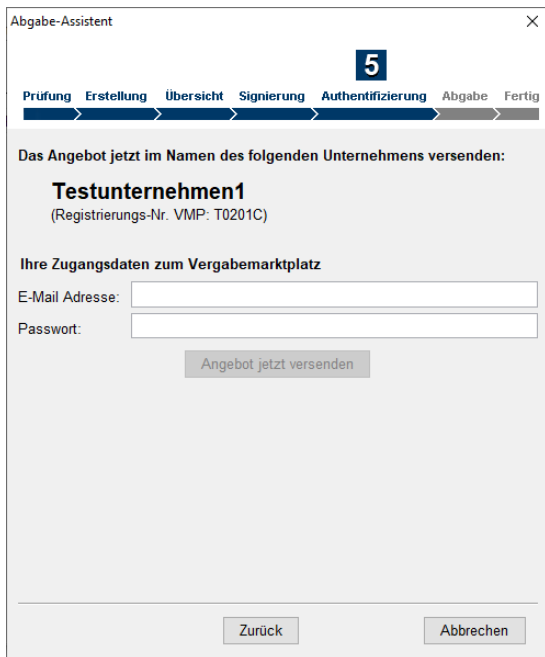 Abgabe-Assistent
5
Prüfung Erstellung Übersicht Signierung Authentifizierung Abgabe Fertig
Das Angebot jetzt im Namen des folgenden Unternehmens versenden:
Testunternehmen1
(Registrierungs-Nr. VMP: T0201C)
Ihre Zugangsdaten zum Vergabemarktplatz
E-Mail Adresse:
Passwort:
Angebot jetzt versenden
Zurück Abbrechen